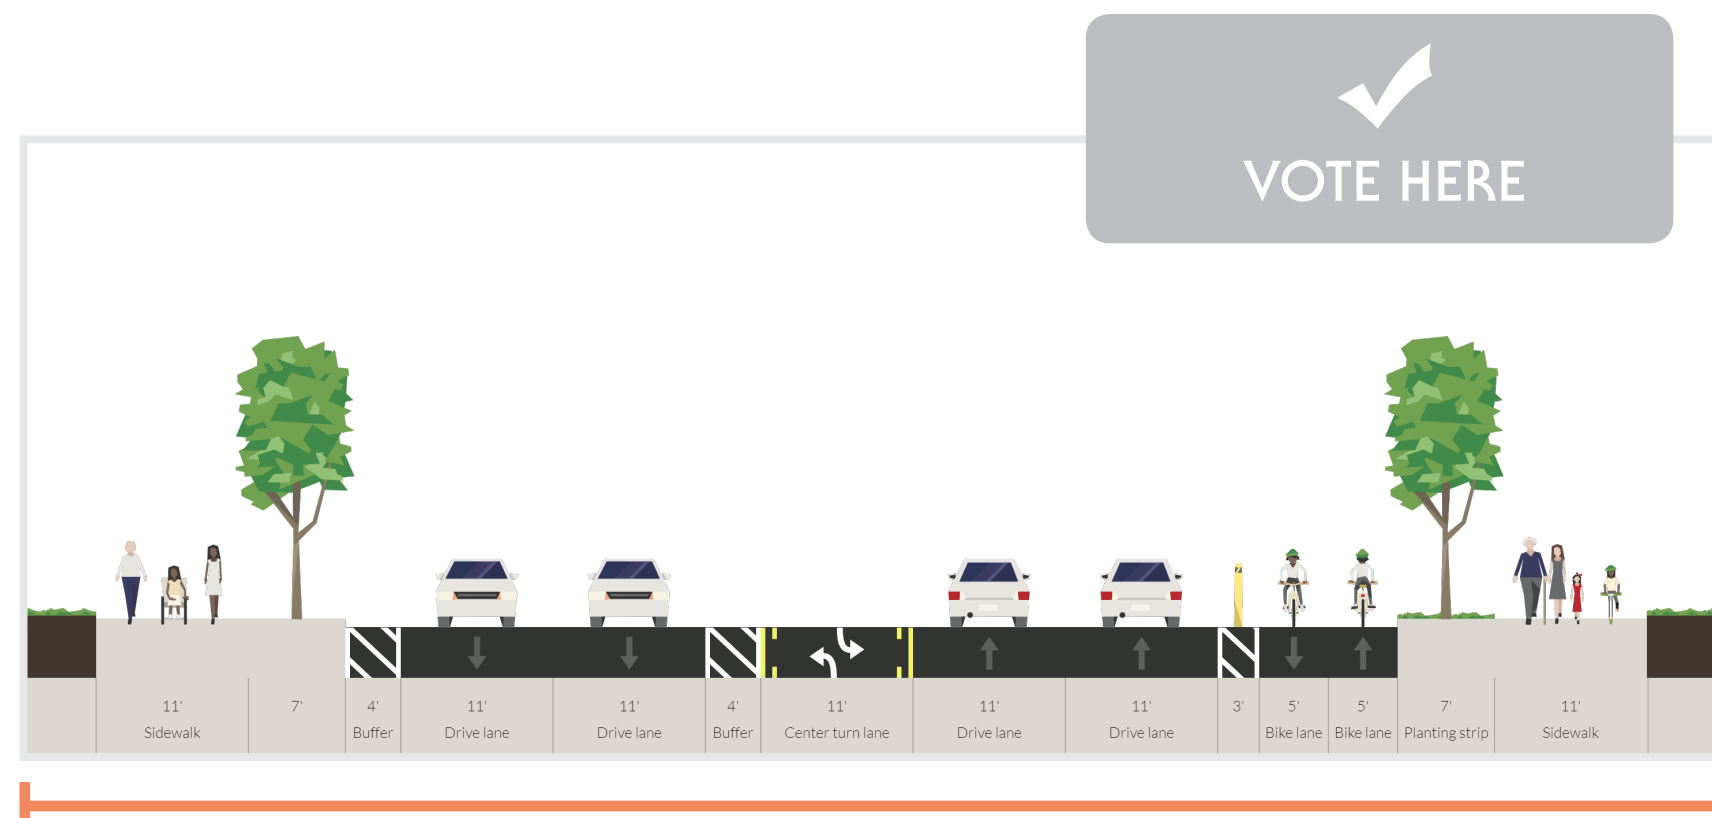 VOTE HERE
11' 7' 4' 11' 11' 4' 11' 11' 11' 3' 5' 5' 7' 11'
Sidewalk Buffer Drive lane Drive lane Buffer Center turn lane Drive lane Drive lane Bike lane Bike lane Planting strip Sidewalk